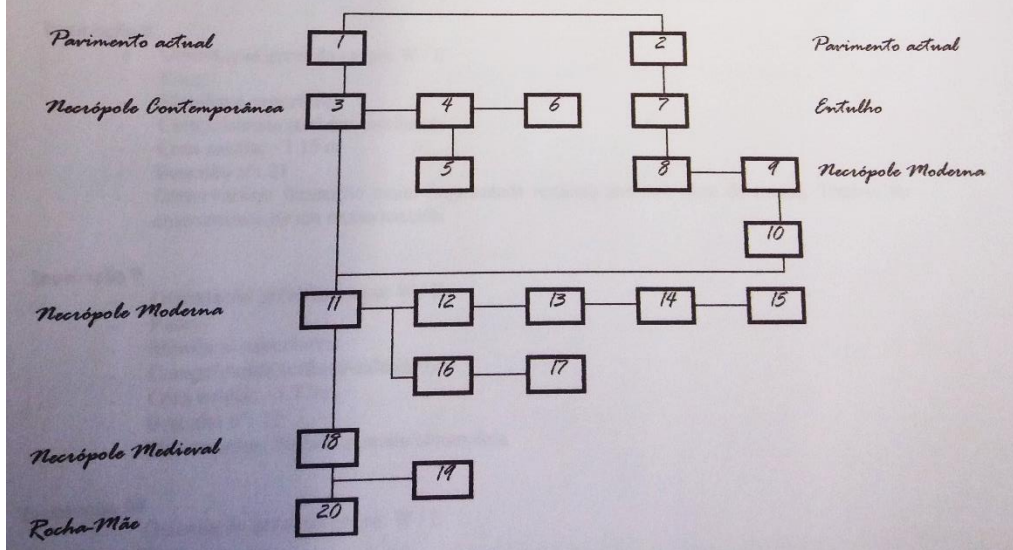 Pavimento actual 1 2 Pavimento actual
Necrópole Contemporânea 3 4 6 7 Entulho
5 8 9 Necrópole Moderna
10
Necrópole Moderna 11 12 13 14 15
16 17
Necrópole Medieval 18
19
Rocha-Mão 20